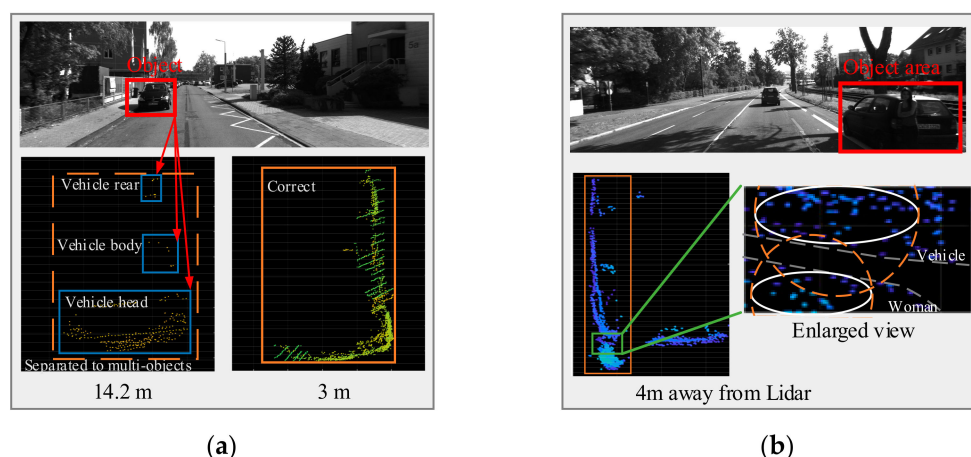 Object
Vehicle rear
Vehicle body
Vehicle head
Separated to multi-objects
14.2 m
Correct
3 m
(a)
Object area
Vehicle
Woman
Enlarged view
4m away from Lidar
(b)